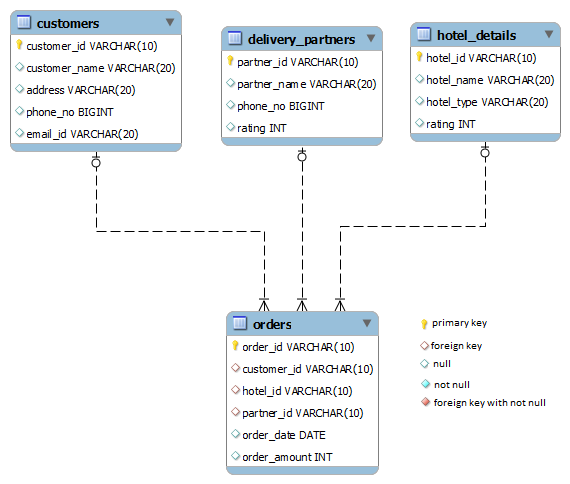 customers
customer_id VARCHAR(10)
customer_name VARCHAR(20)
address VARCHAR(20)
phone_no BIGINT
email_id VARCHAR(20)
delivery_partners
partner_id VARCHAR(10)
partner_name VARCHAR(20)
phone_no BIGINT
rating INT
hotel_details
hotel_id VARCHAR(10)
hotel_name VARCHAR(20)
hotel_type VARCHAR(20)
rating INT
orders
order_id VARCHAR(10)
customer_id VARCHAR(10)
hotel_id VARCHAR(10)
partner_id VARCHAR(10)
order_date DATE
order_amount INT
primary key
foreign key
null
not null
foreign key with not null